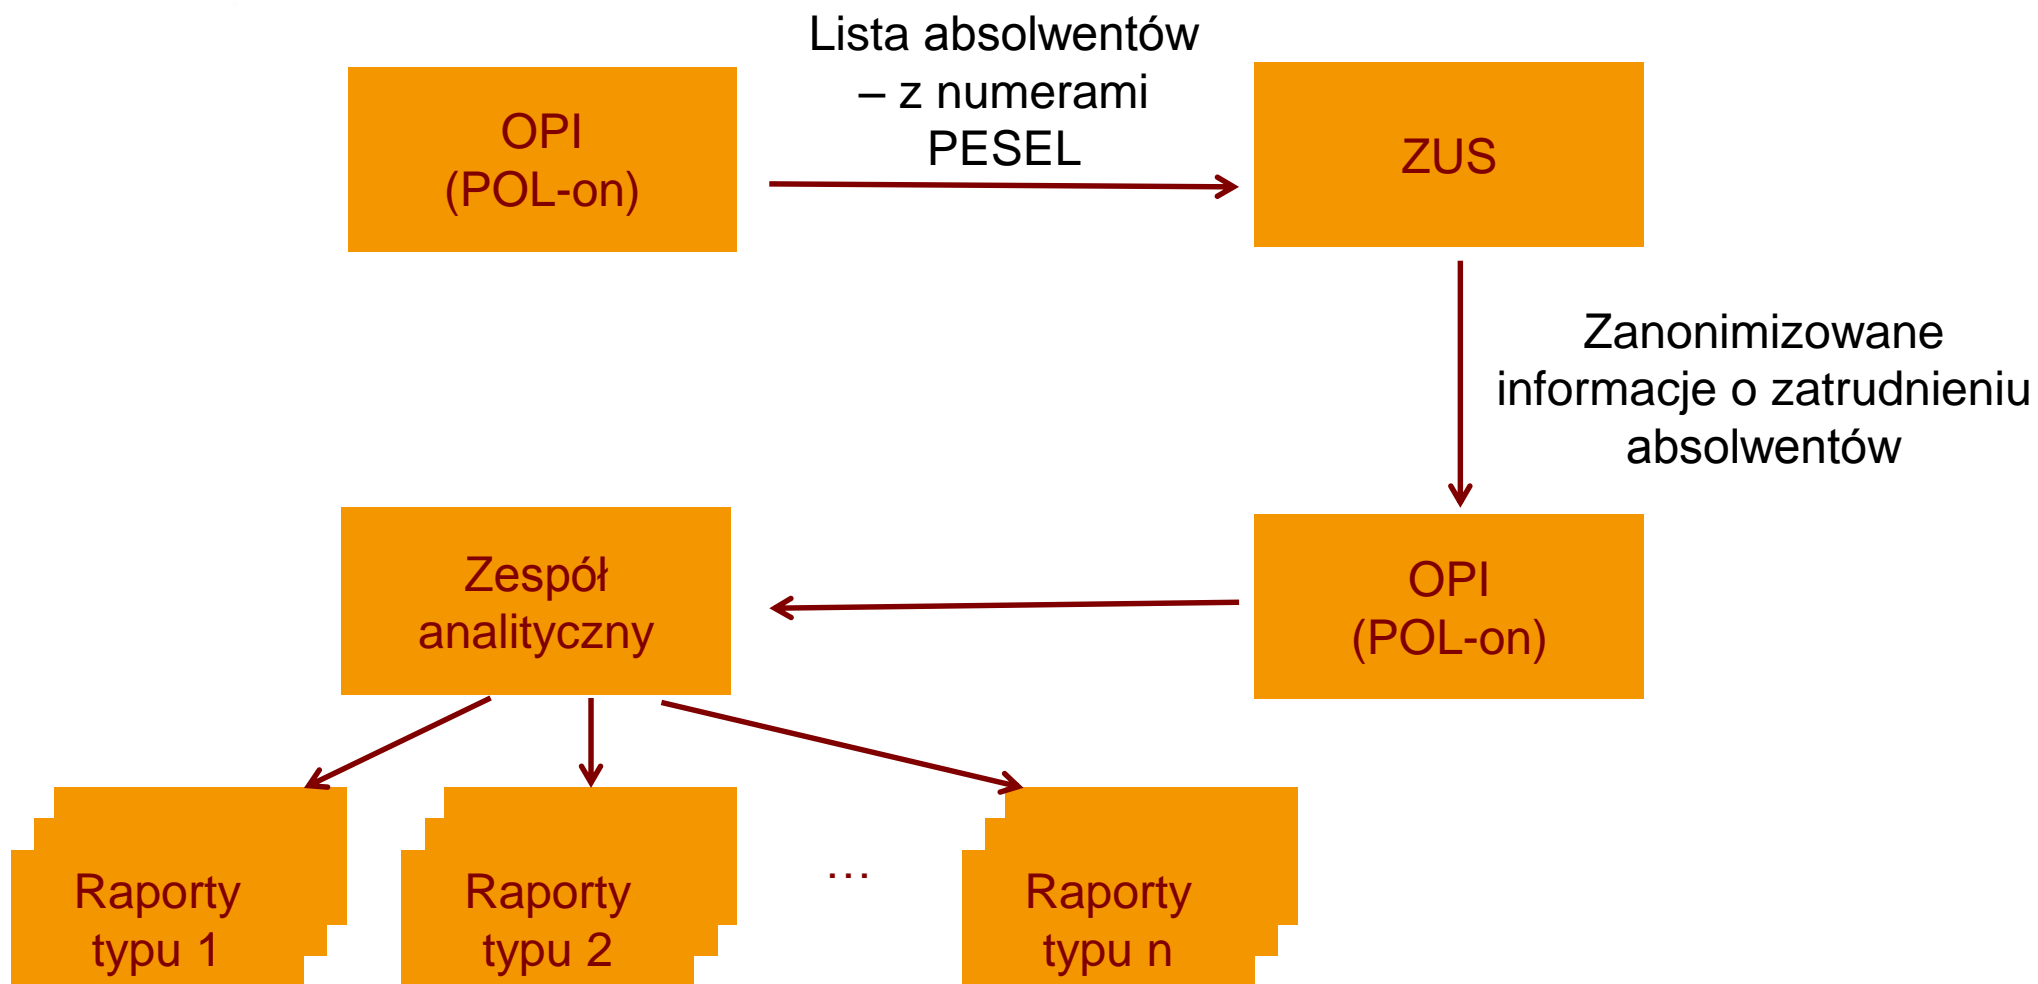 Lista absolwentów
– z numerami
PESEL
OPI
(POL-on)
ZUS
Zanonimizowane
informacje o zatrudnieniu
absolwentów
Zespół
analityczny
OPI
(POL-on)
Raporty
typu 1
Raporty
typu 2
…
Raporty
typu n